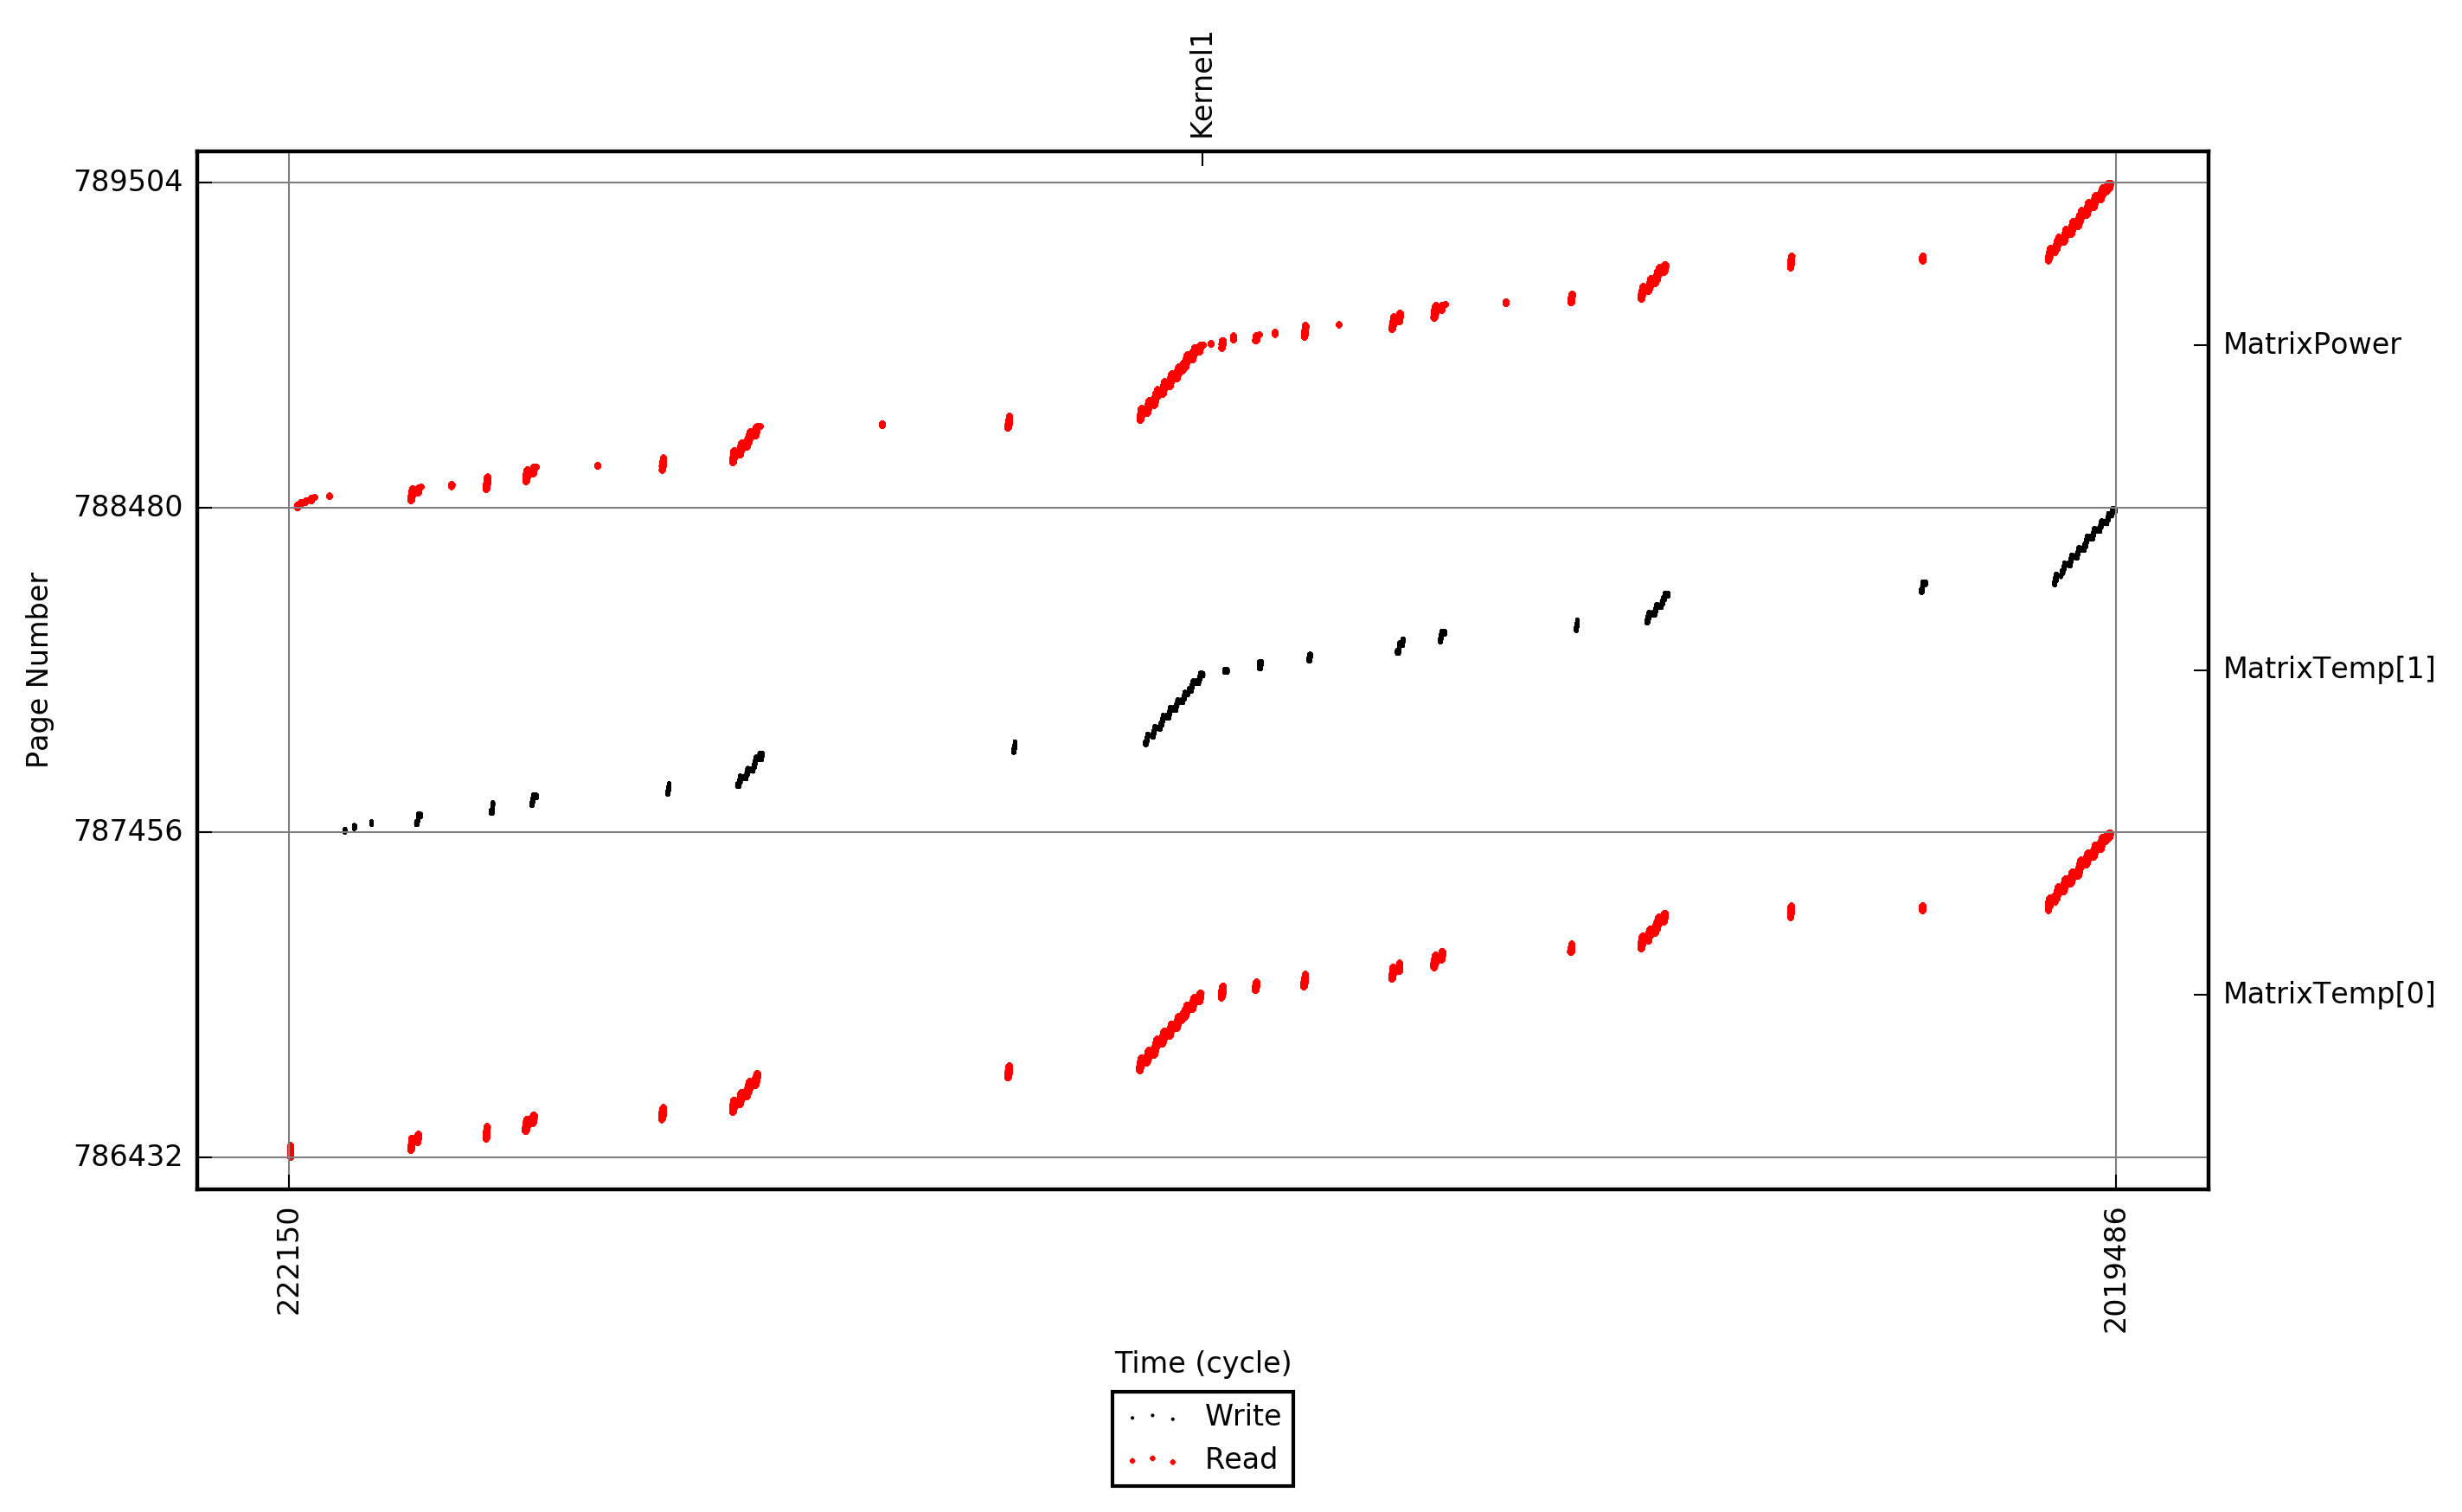 Kernel1
789504
788480
787456
786432
Page Number
MatrixPower
MatrixTemp[1]
MatrixTemp[0]
222150
2019486
Time (cycle)
Write
Read